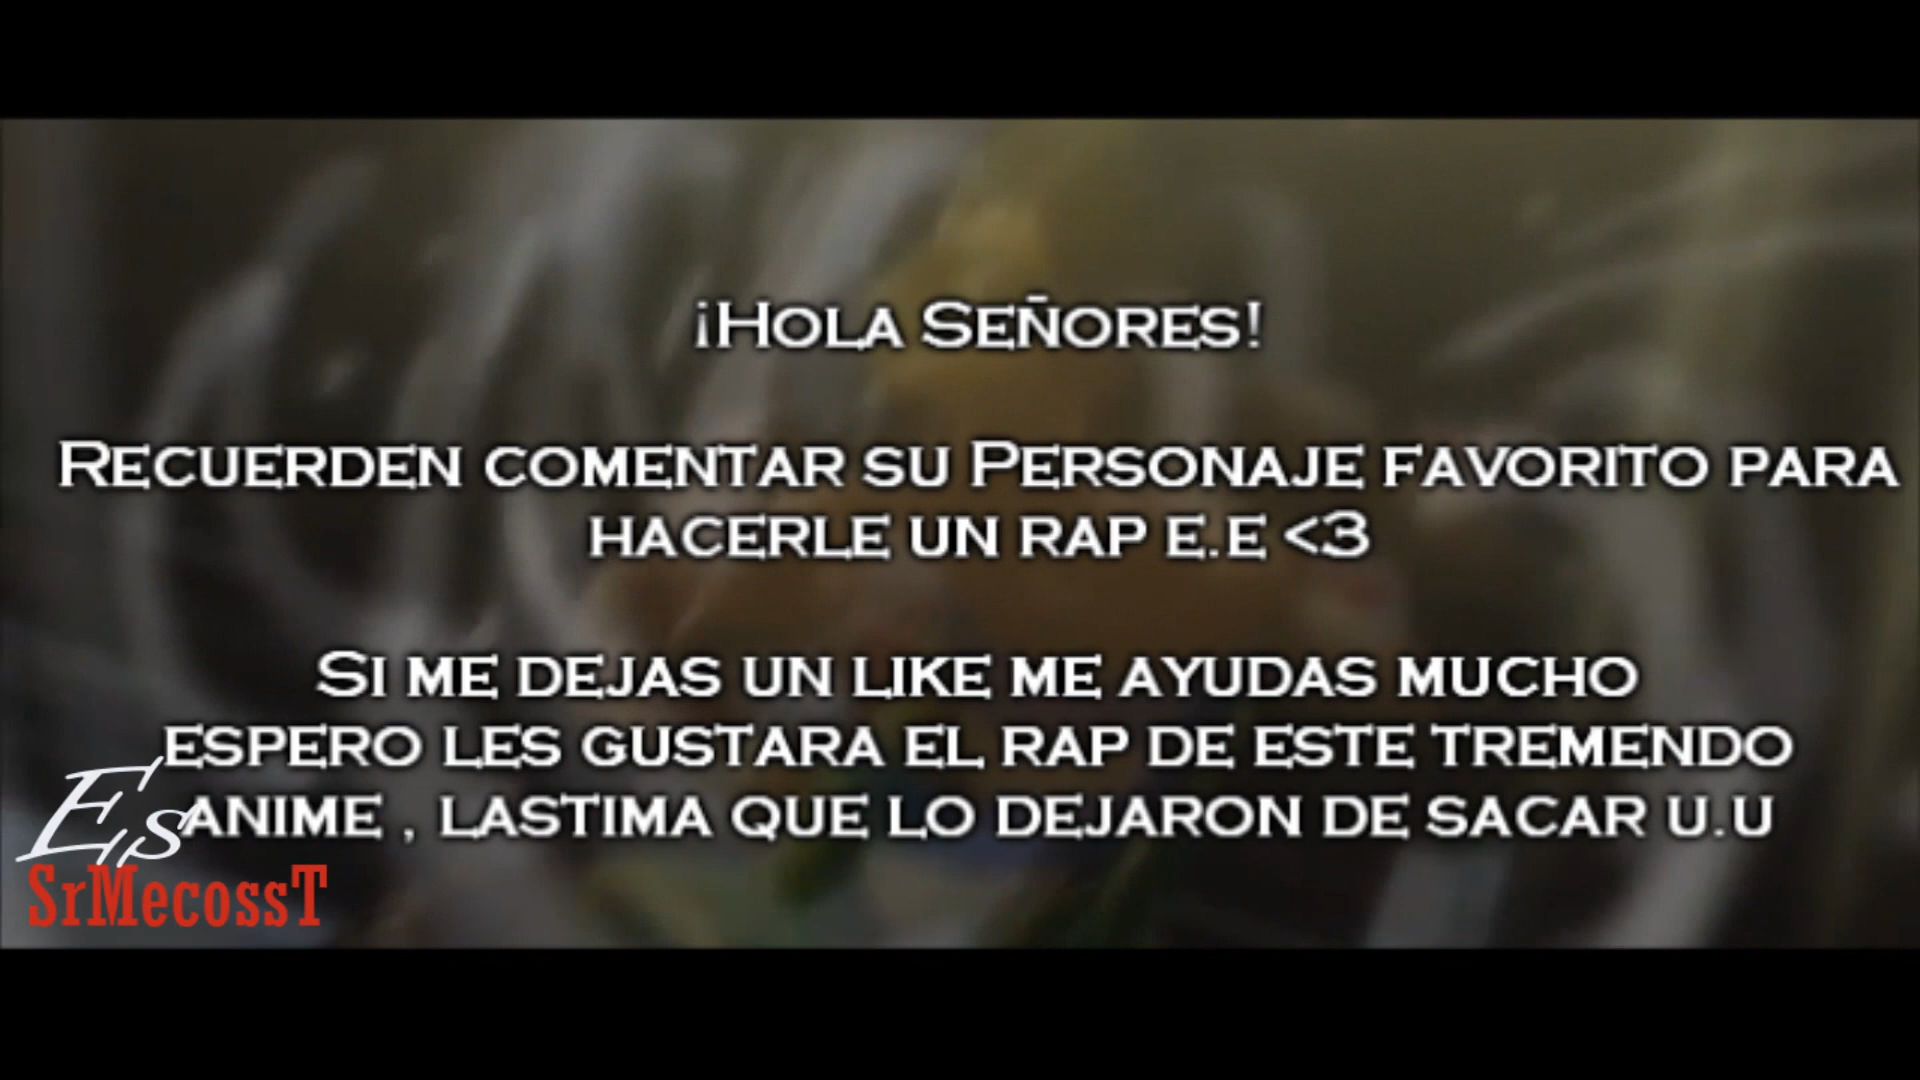 ¡Hola Señores!
Recuerden comentar su Personaje favorito para
hacerle un rap e.e <3
Si me dejas un like me ayudas mucho
espero les gustara el rap de este tremendo
anime , lastima que lo dejaron de sacar u.u
Es
SrMecossT